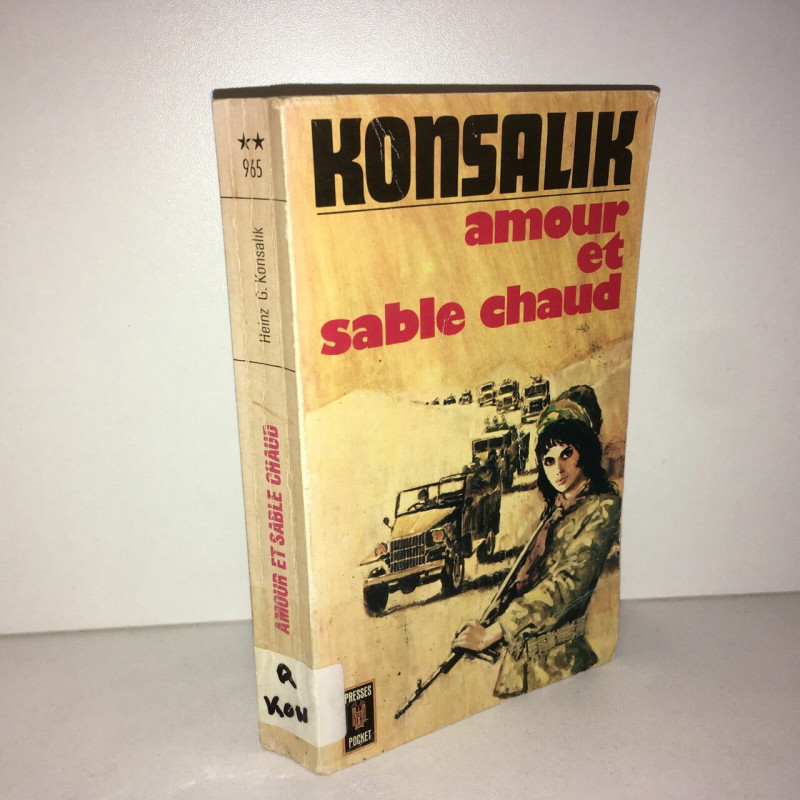 KONSALIK
amour
et
sable chaud
PRESSES
POCKET
★★
965
Heinz G. Konsalik
AMOUR ET SABLE CHAUD
R
KON